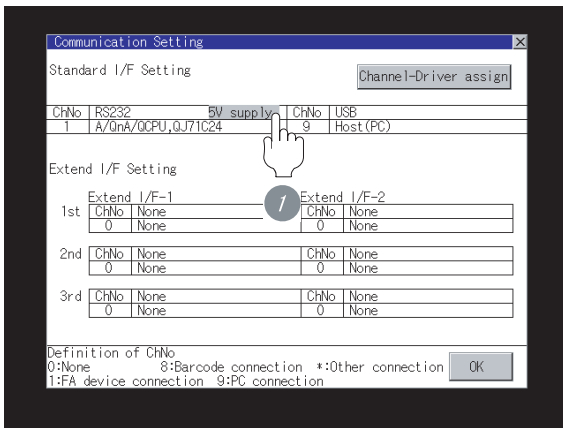 Communication Setting
Standard I/F Setting
Channel-Driver assign
ChNo RS232 5V supply ChNo USB
1 A/QnA/QCPU,QJ71C24 9 Host(PC)
Extend I/F Setting
Extend I/F-1 Extend I/F-2
1st ChNo None ChNo None
0 None 0 None
1
2nd ChNo None ChNo None
0 None 0 None
3rd ChNo None ChNo None
0 None 0 None
Definition of ChNo
0:None 8:Barcode connection *:Other connection OK
1:FA device connection 9:PC connection